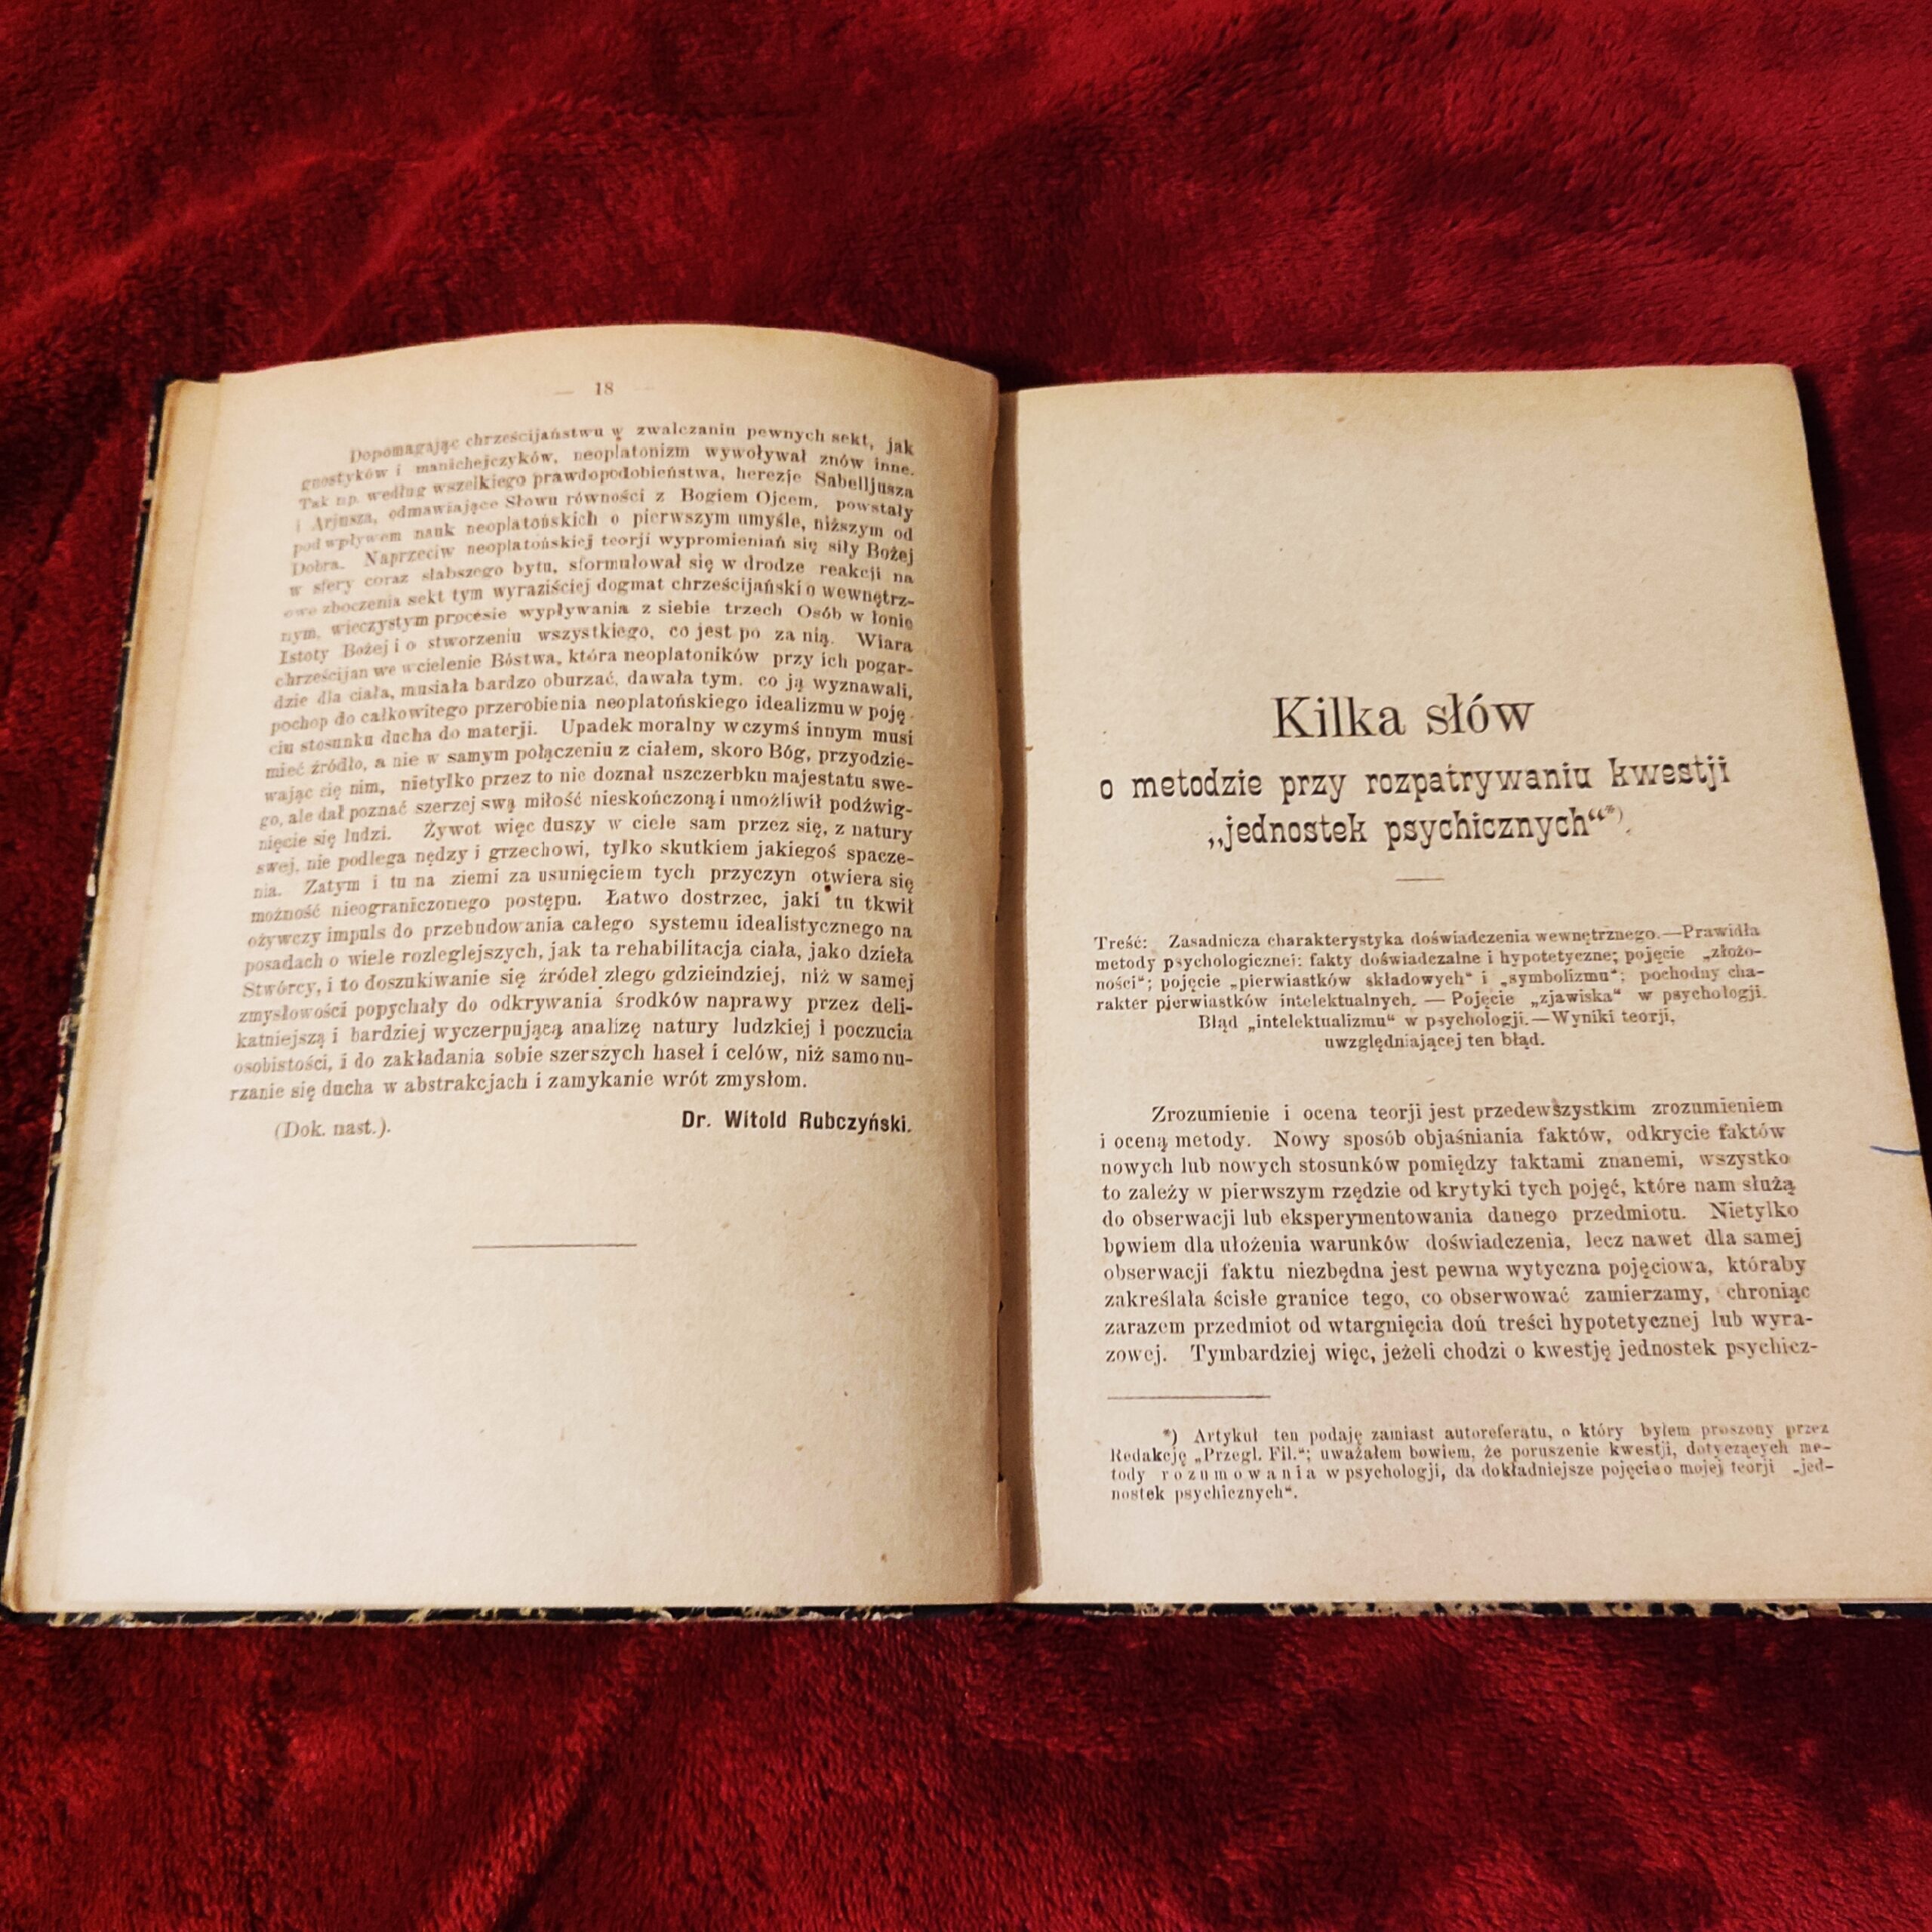 — 18 —
Dopomagając chrześcijaństwu w zwalczaniu pewnych sekt, jak
gnostyków i manichejczyków, neoplatonizm wywoływał znów inne.
Tak np. według wszelkiego prawdopodobieństwa, herezje Sabelljusza
i Arjusza, odmawiające Słowu równości z Bogiem Ojcem, powstały
pod wpływem nauk neoplatońskich o pierwszym umyśle, niższym od
Dobra. Naprzeciw neoplatońskiej teorji wypromieniań się siły Bożej
w sfery coraz słabszego bytu, sformułował się w drodze reakcji na
owe zboczenia sekt tym wyraziściej dogmat chrześcijański o wewnętrz-
nym, wieczystym procesie wypływania z siebie trzech Osób w łonie
Istoty Bożej i o stworzeniu wszystkiego, co jest po za nią. Wiara
chrześcijan we wcielenie Bóstwa, która neoplatoników przy ich pogar-
dzie dla ciała, musiała bardzo oburzać, dawała tym, co ją wyznawali,
pochop do całkowitego przerobienia neoplatońskiego idealizmu w poję-
ciu stosunku ducha do materji. Upadek moralny w czymś innym musi
mieć źródło, a nie w samym połączeniu z ciałem, skoro Bóg, przyodzie-
wając się nim, nietylko przez to nie doznał uszczerbku majestatu swe-
go, ale dał poznać szerzej swą miłość nieskończoną i umożliwił podźwig-
nięcie się ludzi. Żywot więc duszy w ciele sam przez się, z natury
swej, nie podlega nędzy i grzechowi, tylko skutkiem jakiegoś spacze-
nia. Zatym i tu na ziemi za usunięciem tych przyczyn otwiera się
możność nieograniczonego postępu. Łatwo dostrzec, jaki tu tkwił
ożywczy impuls do przebudowania całego systemu idealistycznego na
posadach o wiele rozleglejszych, jak ta rehabilitacja ciała, jako dzieła
Stwórcy, i to doszukiwanie się źródeł złego gdzieindziej, niż w samej
zmysłowości popychały do odkrywania środków naprawy przez deli-
katniejszą i bardziej wyczerpującą analizę natury ludzkiej i poczucia
osobistości, i do zakładania sobie szerszych haseł i celów, niż samonu-
rzanie się ducha w abstrakcjach i zamykanie wrót zmysłom.
(Dok. nast.). Dr. Witold Rubczyński.
Kilka słów
o metodzie przy rozpatrywaniu kwestji
„jednostek psychicznych“*).
Treść: Zasadnicza charakterystyka doświadczenia wewnętrznego.—Prawidła
metody psychologicznej: fakty doświadczalne i hypotetyczne; pojęcie „złożo-
ności“; pojęcie „pierwiastków składowych“ i „symbolizmu“; pochodny cha-
rakter pierwiastków intelektualnych. — Pojęcie „zjawiska“ w psychologji.
Błąd „intelektualizmu“ w psychologji.—Wyniki teorji,
uwzględniającej ten błąd.
Zrozumienie i ocena teorji jest przedewszystkim zrozumieniem
i oceną metody. Nowy sposób objaśniania faktów, odkrycie faktów
nowych lub nowych stosunków pomiędzy faktami znanemi, wszystko
to zależy w pierwszym rzędzie od krytyki tych pojęć, które nam służą
do obserwacji lub eksperymentowania danego przedmiotu. Nietylko
bowiem dla ułożenia warunków doświadczenia, lecz nawet dla samej
obserwacji faktu niezbędna jest pewna wytyczna pojęciowa, któraby
zakreślała ścisłe granice tego, co obserwować zamierzamy, chroniąc
zarazem przedmiot od wtargnięcia doń treści hypotetycznej lub wyra-
zowej. Tymbardziej więc, jeżeli chodzi o kwestję jednostek psychicz-
*) Artykuł ten podaję zamiast autoreferatu, o który byłem proszony przez
Redakcję „Przegl. Fil.“; uważałem bowiem, że poruszenie kwestji, dotyczących me-
tody rozumowania w psychologji, da dokładniejsze pojęcie o mojej teorji „jed-
nostek psychicznych“.